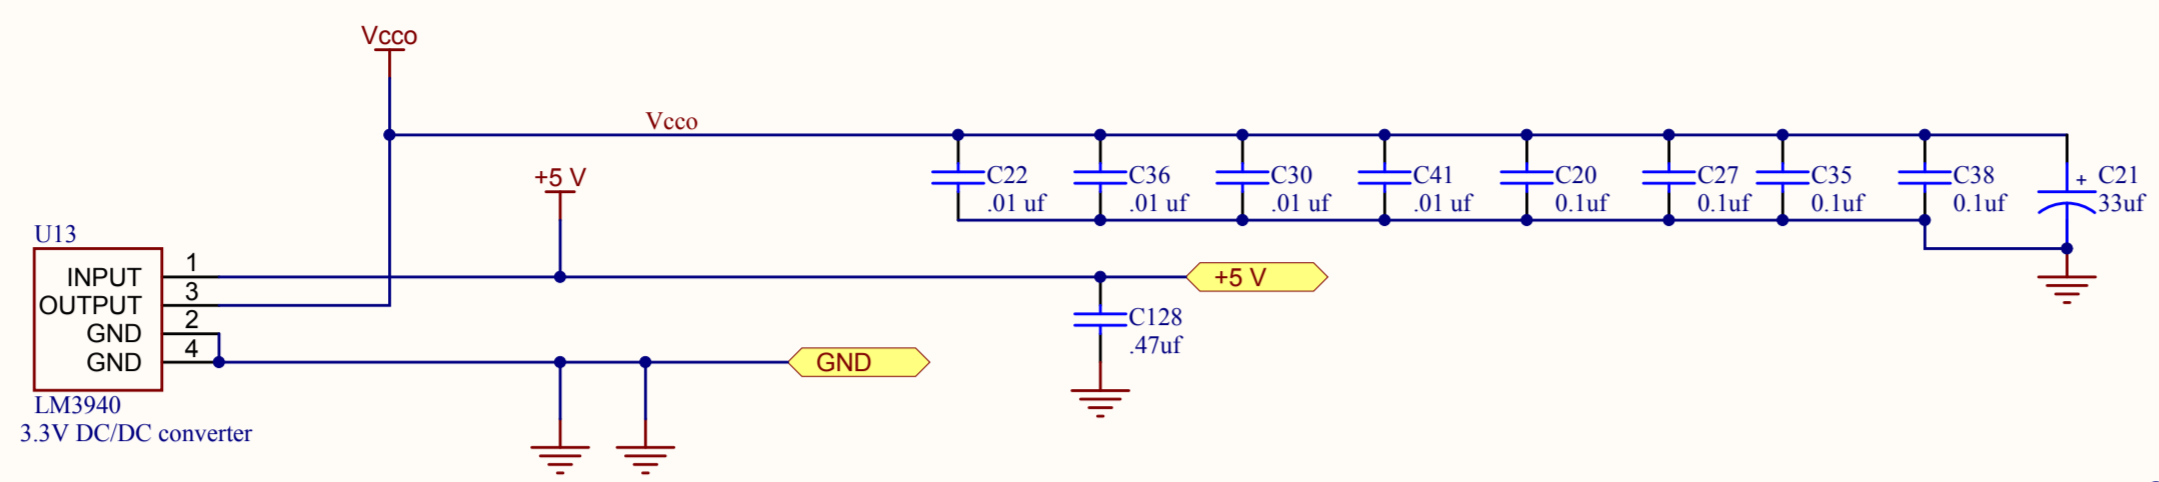 Vcco
Vcco
+5 V
C22
.01 uf
C36
.01 uf
C30
.01 uf
C41
.01 uf
C20
0.1uf
C27
0.1uf
C35
0.1uf
C38
0.1uf
+
C21
33uf
U13
INPUT 1
OUTPUT 3
GND 2
GND 4
LM3940
3.3V DC/DC converter
+5 V
C128
.47uf
GND